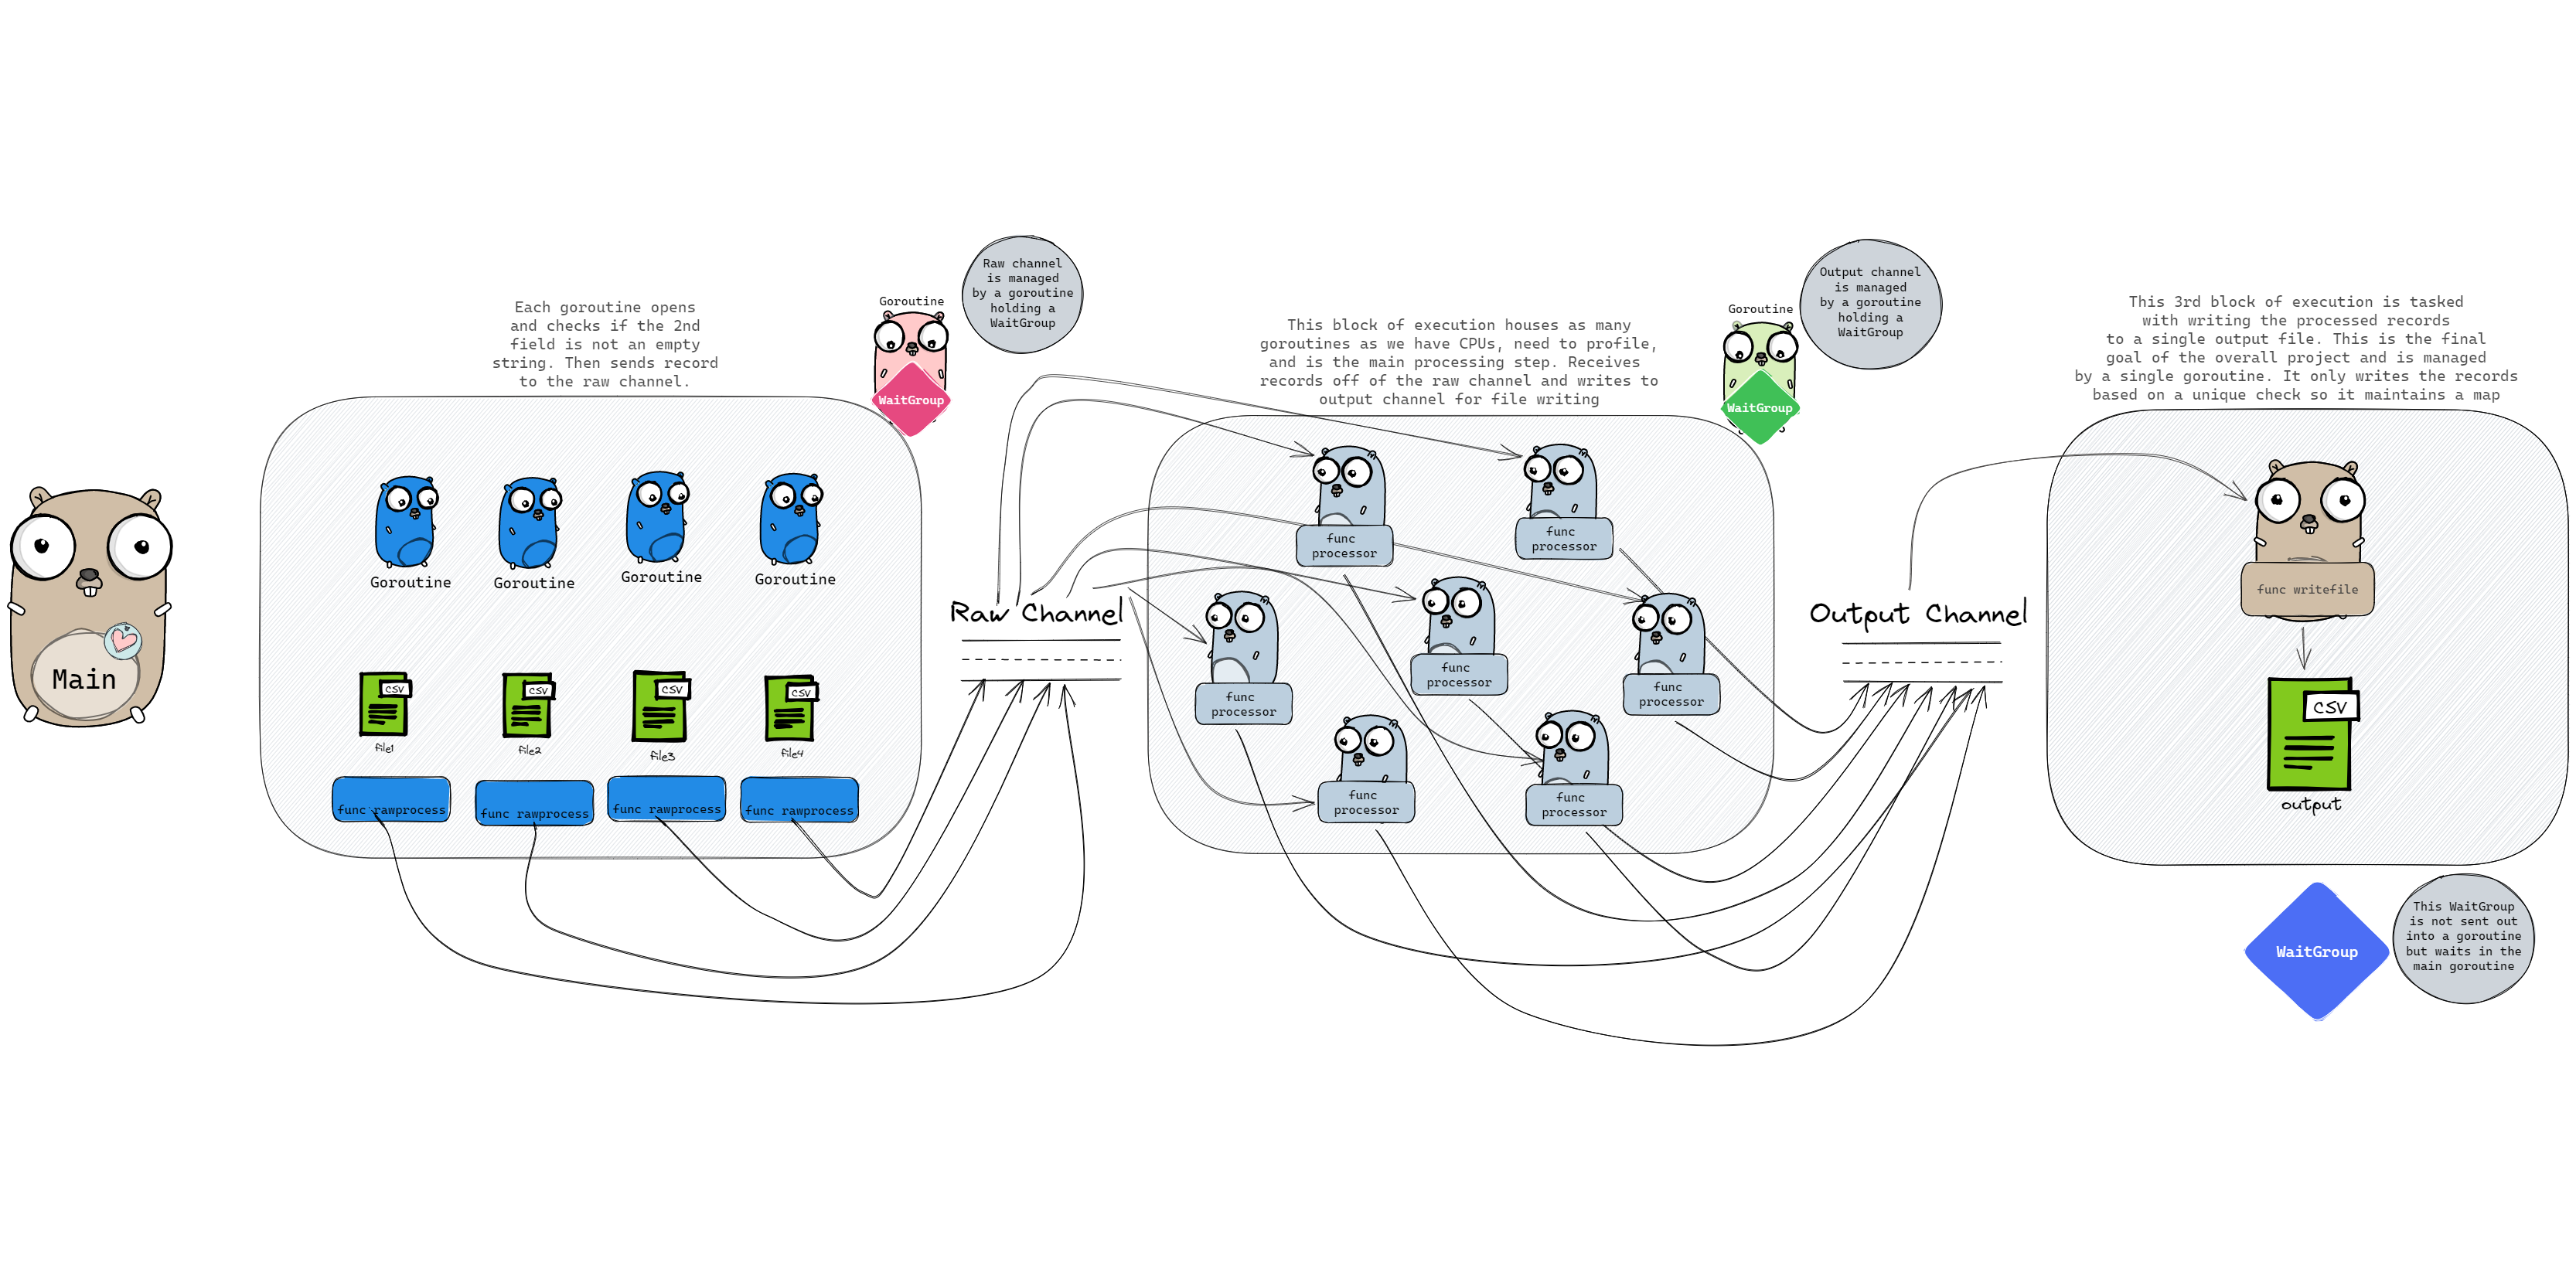 Main
Each goroutine opens
and checks if the 2nd
field is not an empty
string. Then sends record
to the raw channel.
Goroutine
Goroutine
Goroutine
Goroutine
CSV
file1
CSV
file2
CSV
file3
CSV
file4
func rawprocess
func rawprocess
func rawprocess
func rawprocess
Goroutine
WaitGroup
Raw channel
is managed
by a goroutine
holding a
WaitGroup
Raw Channel
This block of execution houses as many
goroutines as we have CPUs, need to profile,
and is the main processing step. Receives
records off of the raw channel and writes to
output channel for file writing
func
processor
func
processor
func
processor
func
processor
func
processor
func
processor
func
processor
Goroutine
WaitGroup
Output channel
is managed
by a goroutine
holding a
WaitGroup
Output Channel
This 3rd block of execution is tasked
with writing the processed records
to a single output file. This is the final
goal of the overall project and is managed
by a single goroutine. It only writes the records
based on a unique check so it maintains a map
func writefile
CSV
output
WaitGroup
This WaitGroup
is not sent out
into a goroutine
but waits in the
main goroutine